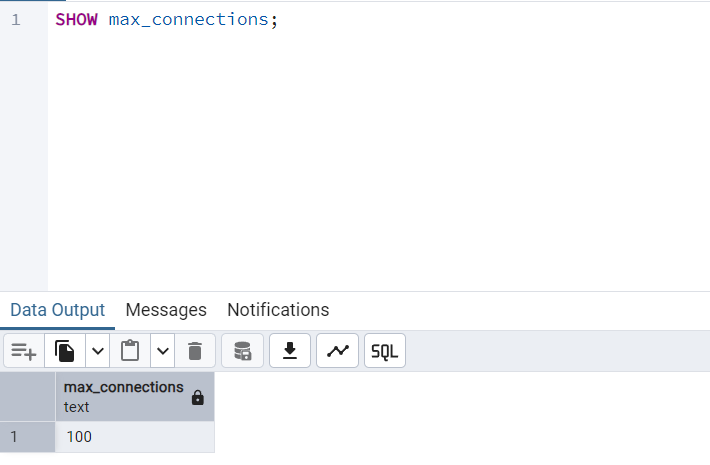 1 SHOW max_connections;
Data Output Messages Notifications
SQL
max_connections
text
1 100